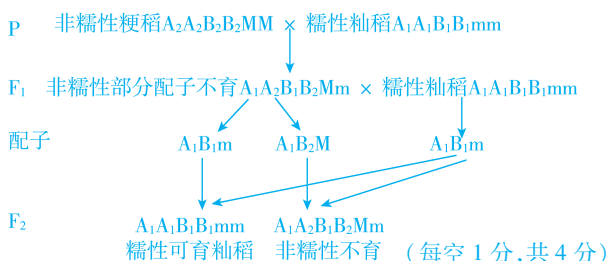 P 非糯性粳稻A₂A₂B₂B₂MM × 糯性籼稻A₁A₁B₁B₁mm
F₁ 非糯性部分配子不育A₁A₂B₁B₂Mm × 糯性籼稻A₁A₁B₁B₁mm
配子 A₁B₁m A₁B₂M A₁B₁m
F₂ A₁A₁B₁B₁mm A₁A₂B₁B₂Mm
糯性可育籼稻 非糯性不育 (每空1分,共4分)